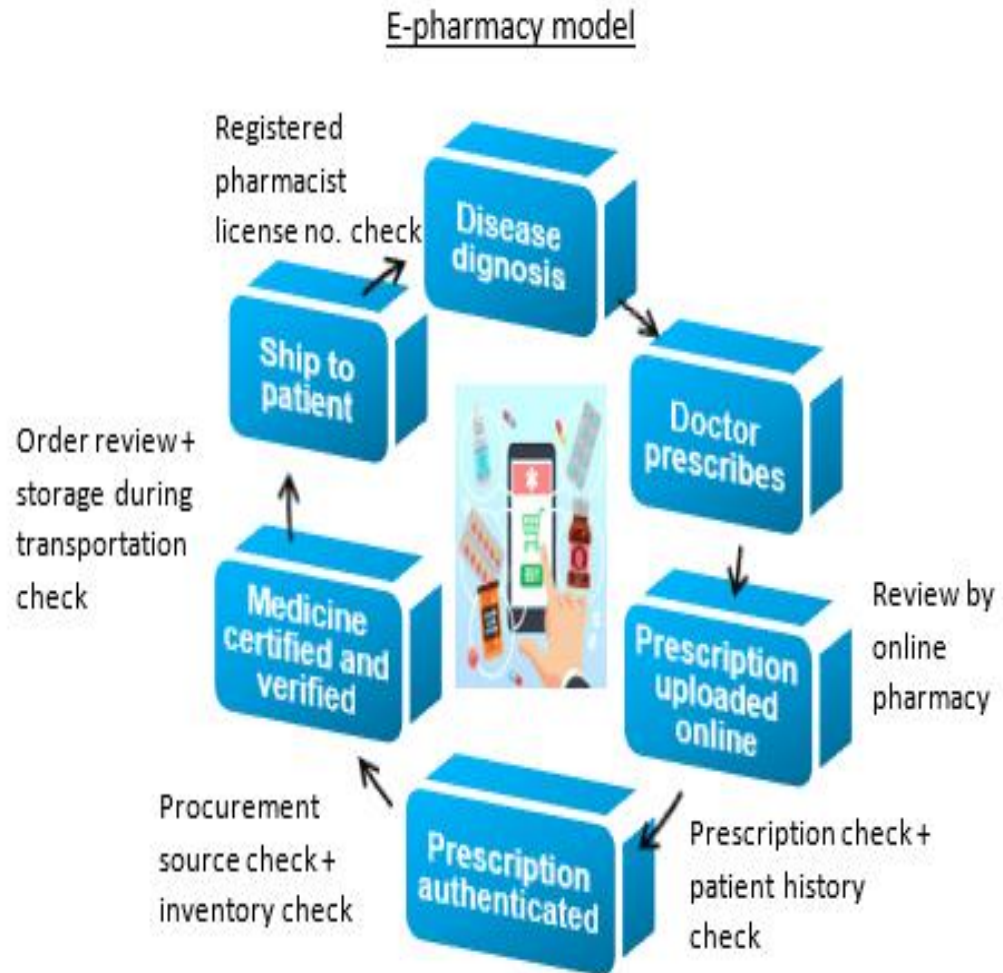 E-pharmacy model
Registered
pharmacist
license no. check
Disease
dignosis
Doctor
prescribes
Review by
online
pharmacy
Prescription
uploaded
online
Prescription check +
patient history
check
Prescription
authenticated
Procurement
source check +
inventory check
Medicine
certified and
verified
Order review +
storage during
transportation
check
Ship to
patient